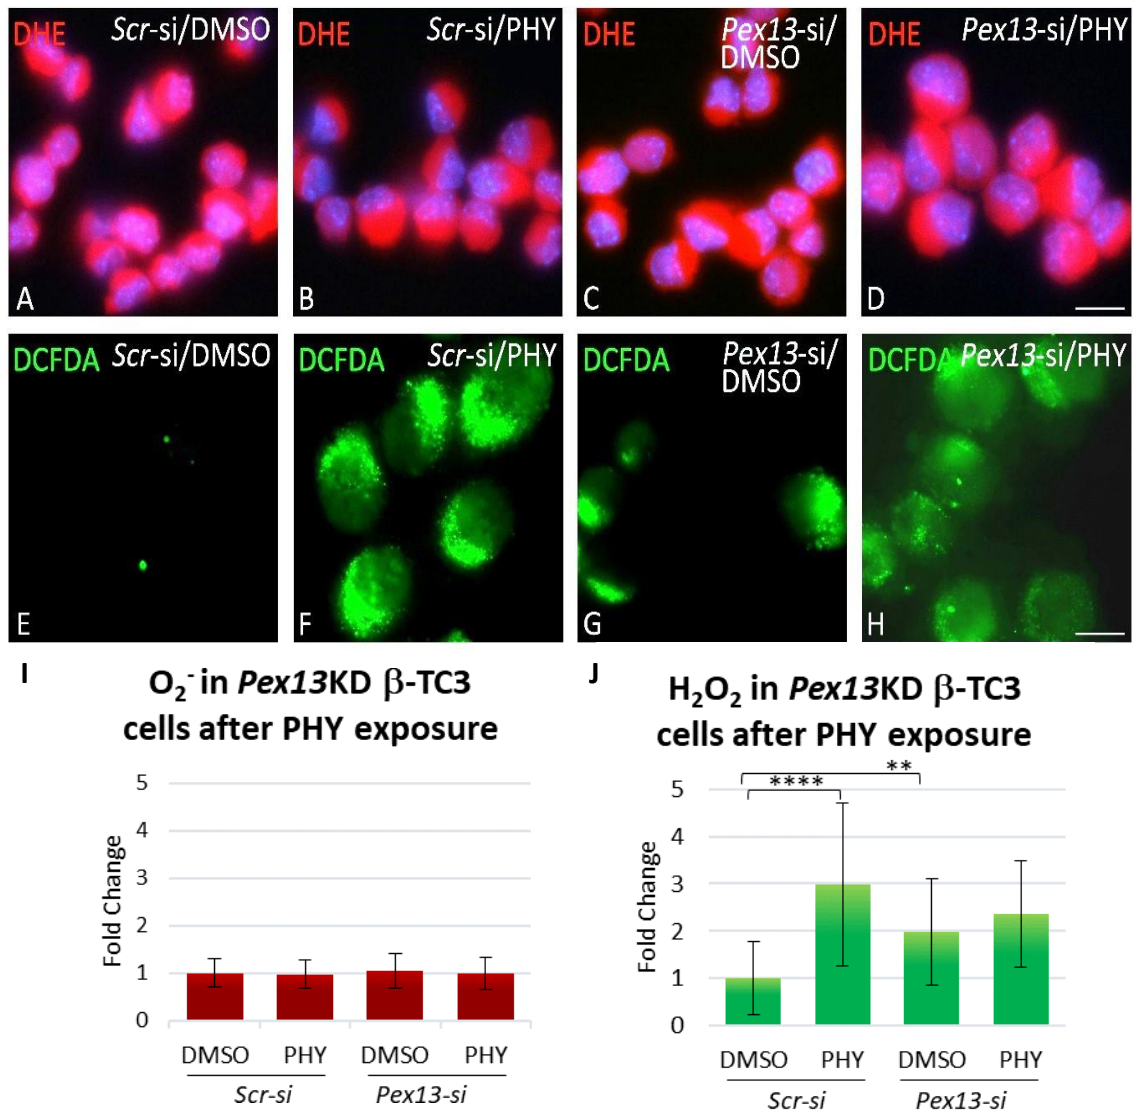 DHE Scr-si/DMSO
A
DHE Scr-si/PHY
B
DHE Pex13-si/
DMSO
C
DHE Pex13-si/PHY
D
DCFDA Scr-si/DMSO
E
DCFDA Scr-si/PHY
F
DCFDA Pex13-si/
DMSO
G
DCFDA Pex13-si/PHY
H
I
O₂⁻ in Pex13KD β-TC3
cells after PHY exposure
Fold Change
5
4
3
2
1
0
DMSO PHY DMSO PHY
Scr-si Pex13-si
J
H₂O₂ in Pex13KD β-TC3
cells after PHY exposure
**
****
Fold Change
5
4
3
2
1
0
DMSO PHY DMSO PHY
Scr-si Pex13-si